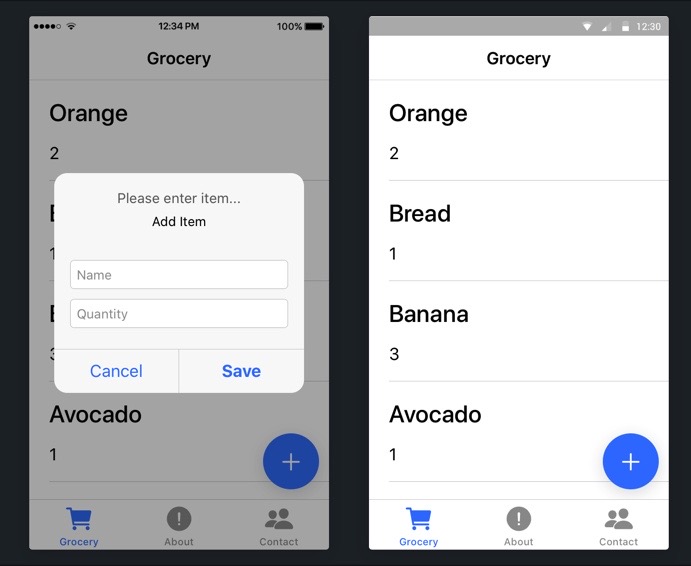 12:34 PM 100%
Grocery
Orange
2
Please enter item...
Add Item
Name
Quantity
Cancel Save
Avocado
1
Grocery About Contact
12:30
Grocery
Orange
2
Bread
1
Banana
3
Avocado
1
Grocery About Contact